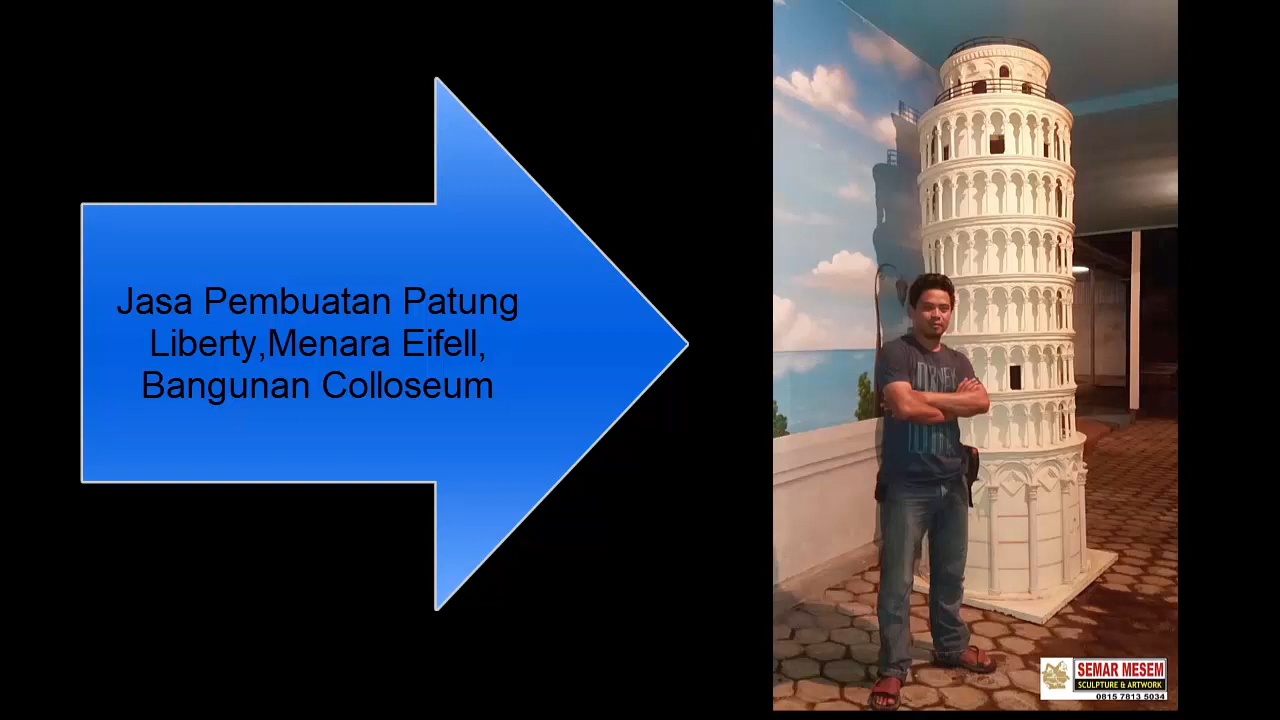 Jasa Pembuatan Patung
Liberty,Menara Eifell,
Bangunan Colloseum
SEMAR MESEM
SCULPTURE & ARTWORK
0815 7813 5034